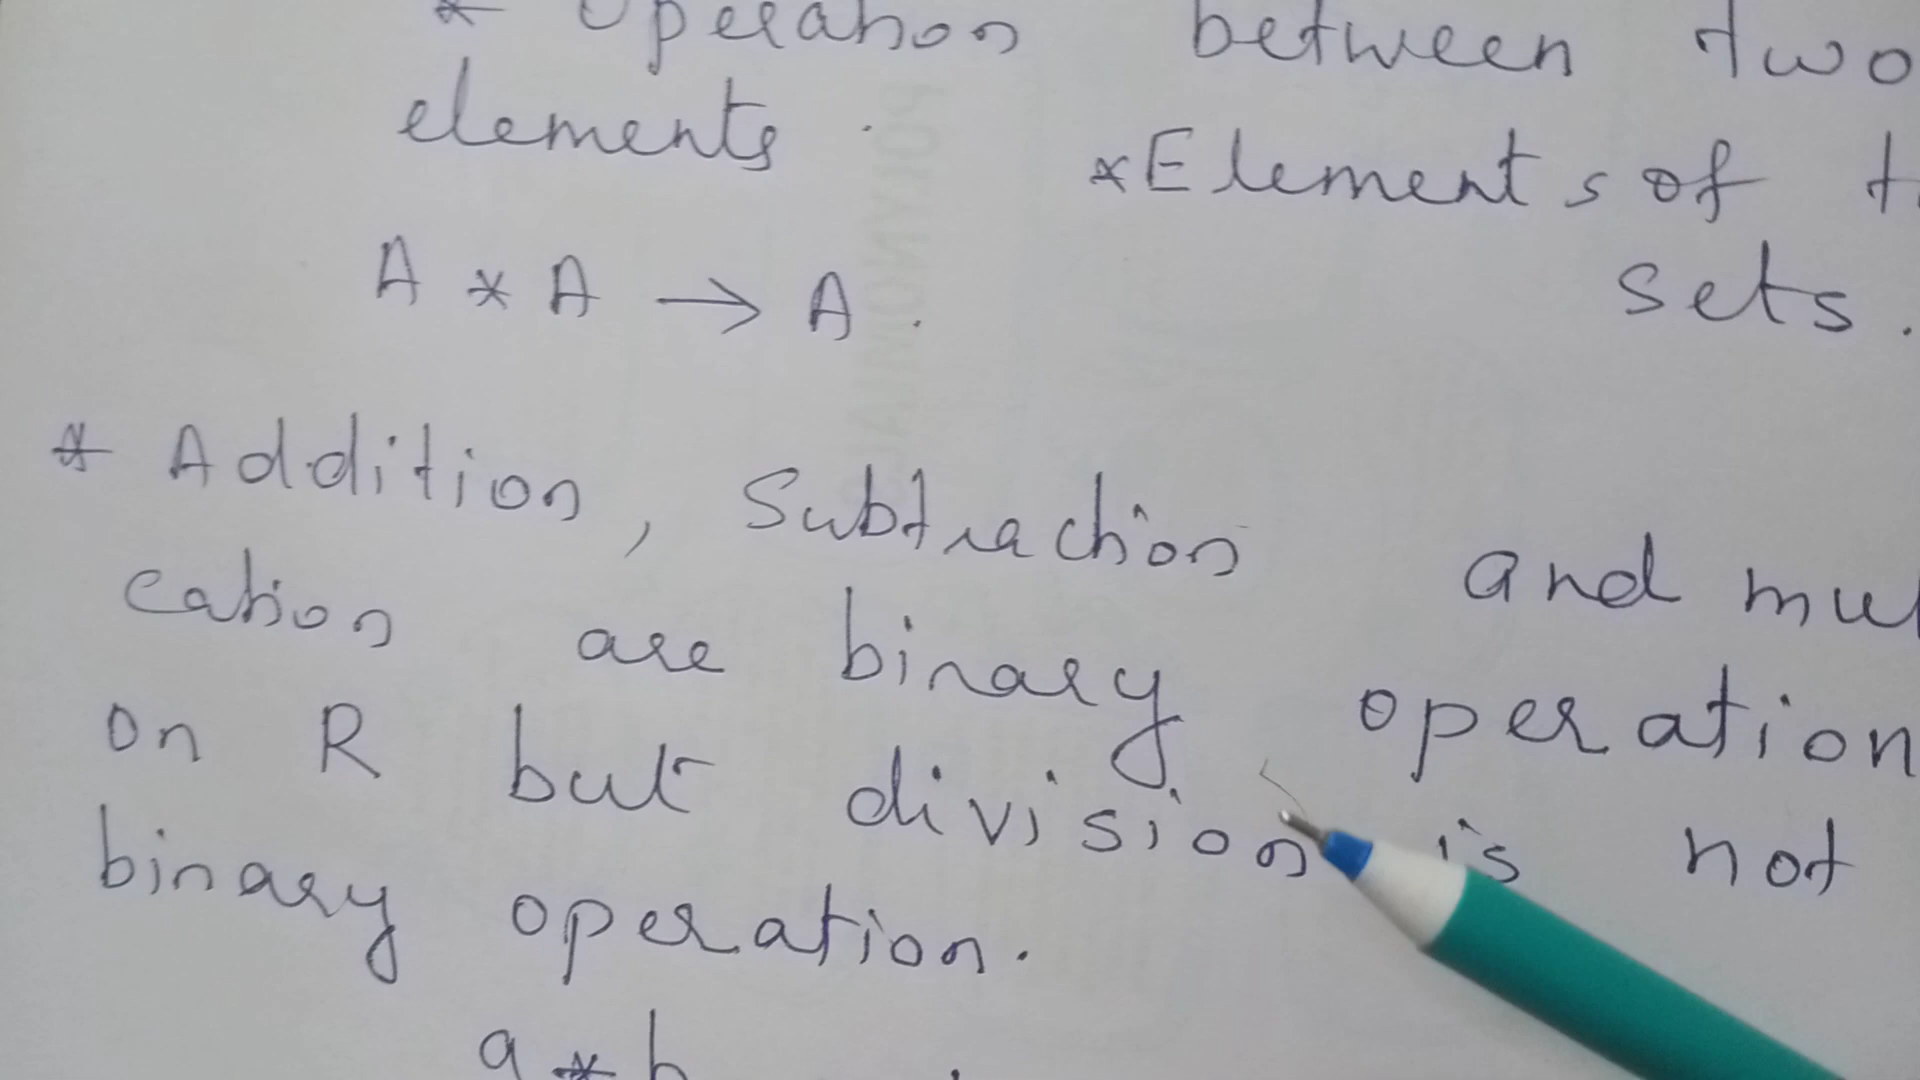 * Operation between two
elements. *Elements of
sets.
A * A → A.
* Addition, Subtraction and mul
cation are binary operation
on R but division is not
binary operation.
a * b